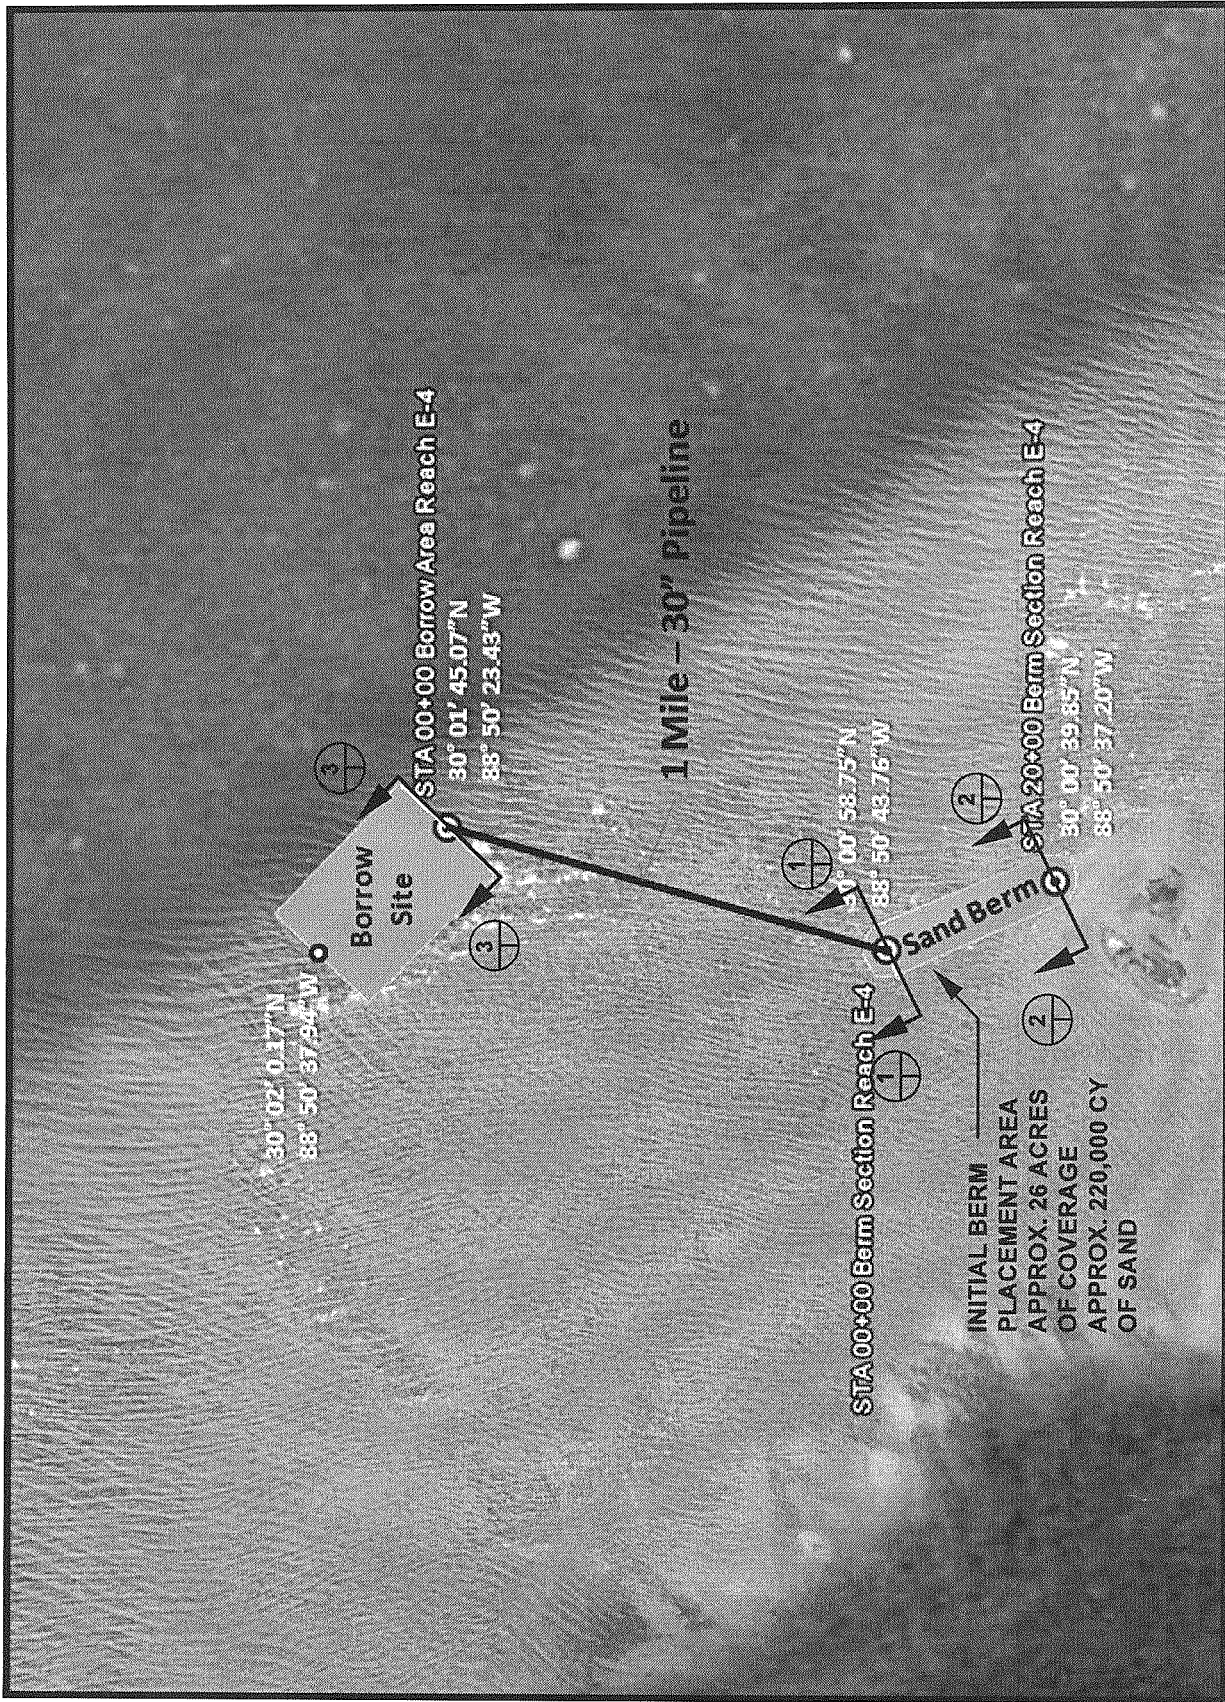 30° 02' 0.17"N
88° 50' 37.94"W
3
Borrow
Site
STA 00+00 Borrow Area Reach E-4
30° 01' 45.07"N
88° 50' 23.43"W
3
1 Mile – 30" Pipeline
1
30° 00' 58.75"N
88° 50' 43.76"W
STA 00+00 Berm Section Reach E-4
1
Sand Berm
2
STA 20+00 Berm Section Reach E-4
30° 00' 39.85"N
88° 50' 37.20"W
2
INITIAL BERM
PLACEMENT AREA
APPROX. 26 ACRES
OF COVERAGE
APPROX. 220,000 CY
OF SAND